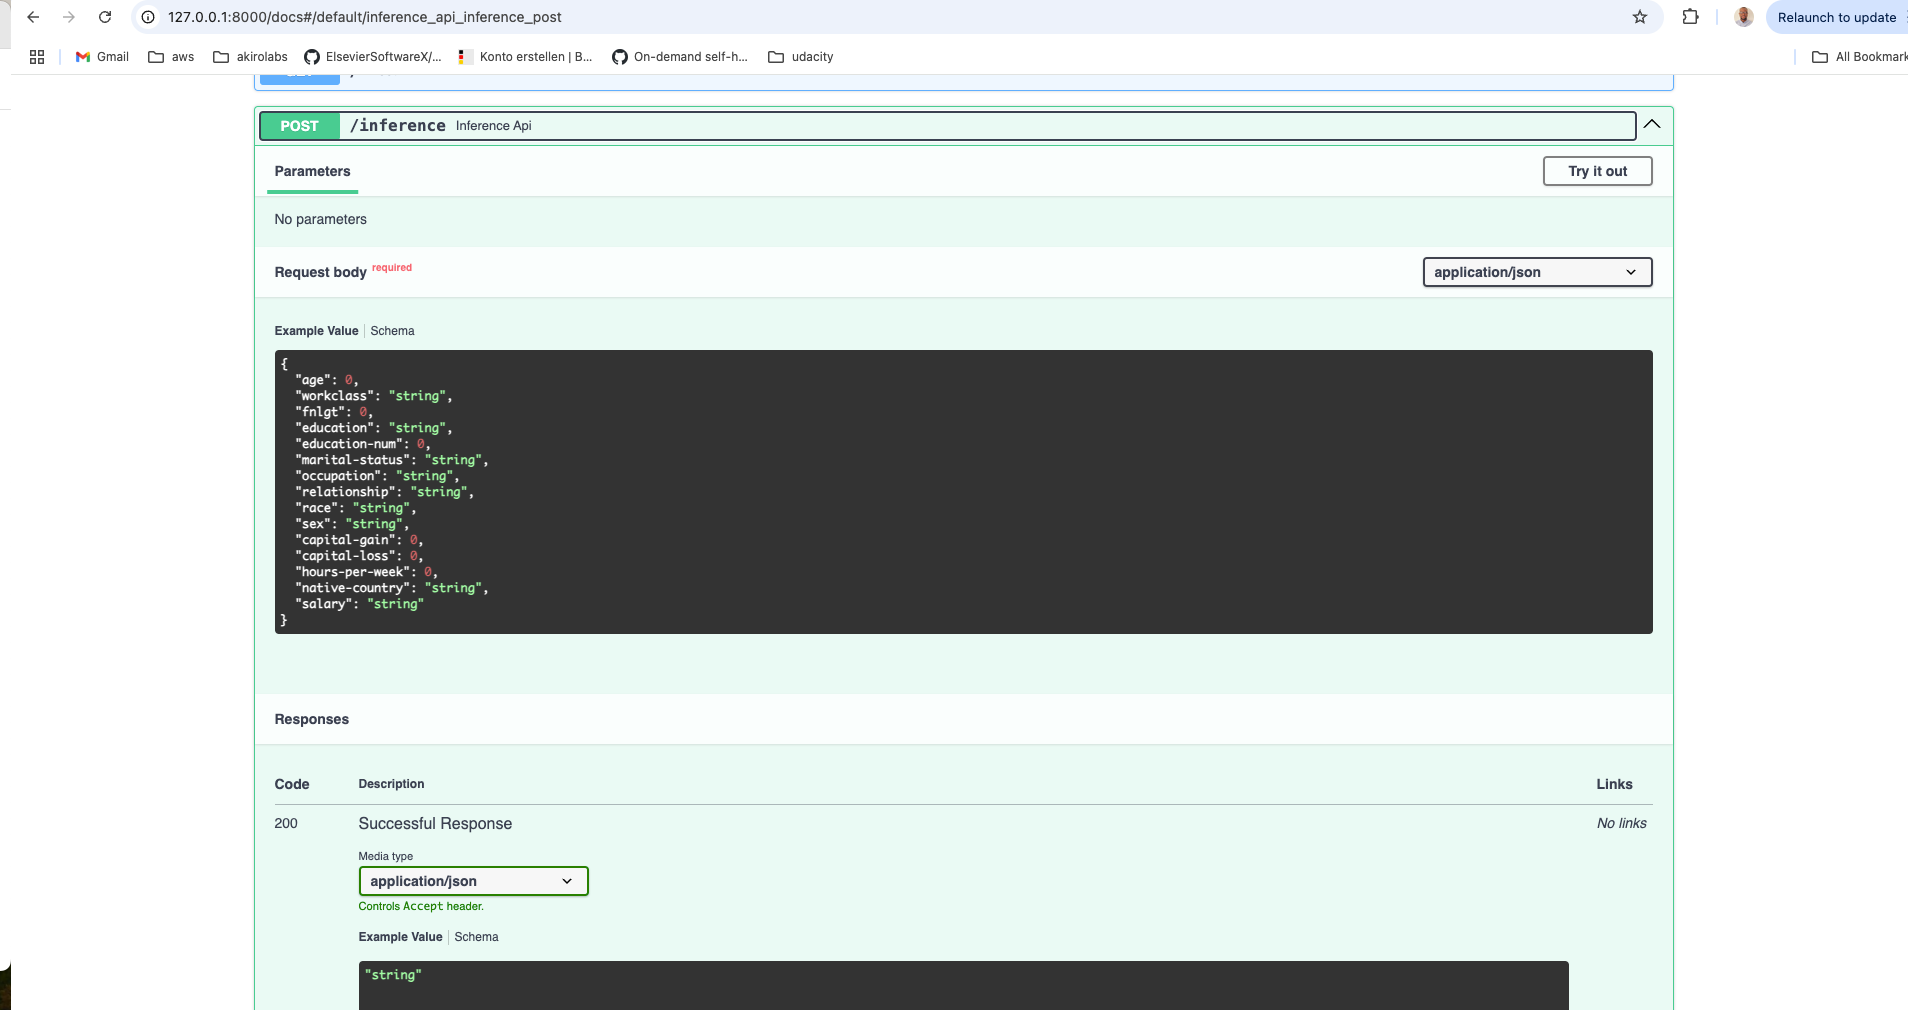 127.0.0.1:8000/docs#/default/inference_api_inference_post
Relaunch to update
Gmail
aws
akirolabs
ElsevierSoftwareX/...
Konto erstellen | B...
On-demand self-h...
udacity
All Bookmark
POST /inference Inference Api
Parameters
Try it out
No parameters
Request body required
application/json
Example Value | Schema
{
"age": 0,
"workclass": "string",
"fnlgt": 0,
"education": "string",
"education-num": 0,
"marital-status": "string",
"occupation": "string",
"relationship": "string",
"race": "string",
"sex": "string",
"capital-gain": 0,
"capital-loss": 0,
"hours-per-week": 0,
"native-country": "string",
"salary": "string"
}
Responses
Code Description Links
200 Successful Response No links
Media type
application/json
Controls Accept header.
Example Value | Schema
"string"